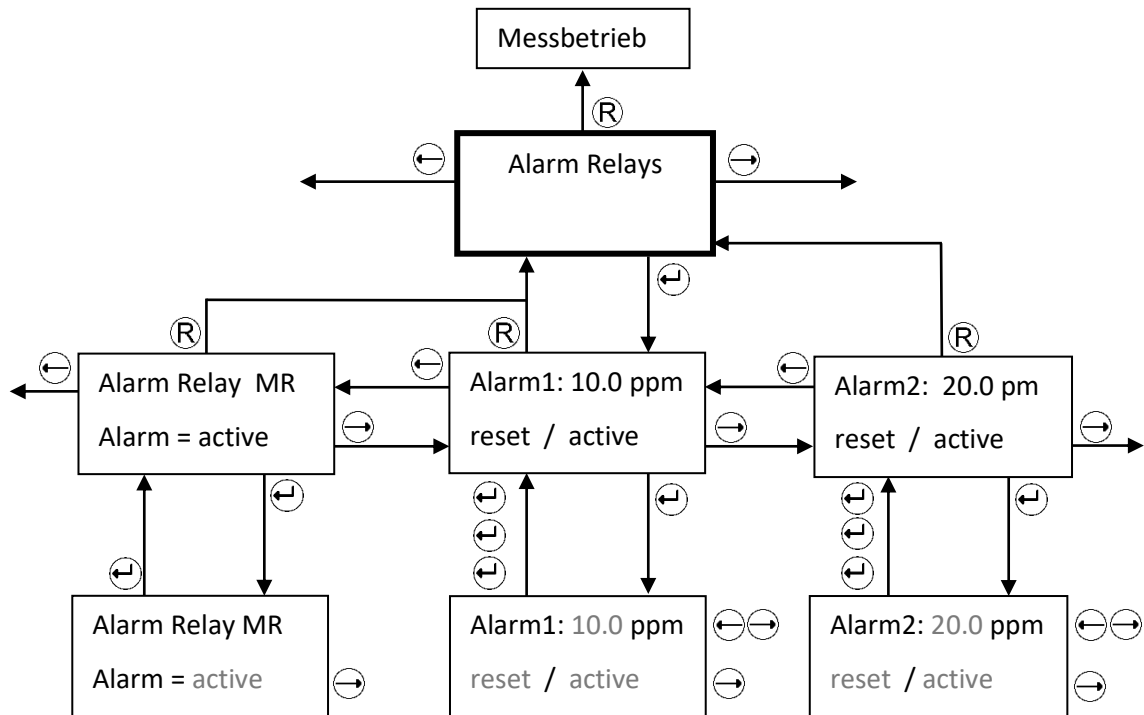 Messbetrieb
R
Alarm Relays
R
R
R
Alarm Relay MR
Alarm = active
Alarm1: 10.0 ppm
reset / active
Alarm2: 20.0 pm
reset / active
Alarm Relay MR
Alarm = active
Alarm1: 10.0 ppm
reset / active
Alarm2: 20.0 ppm
reset / active